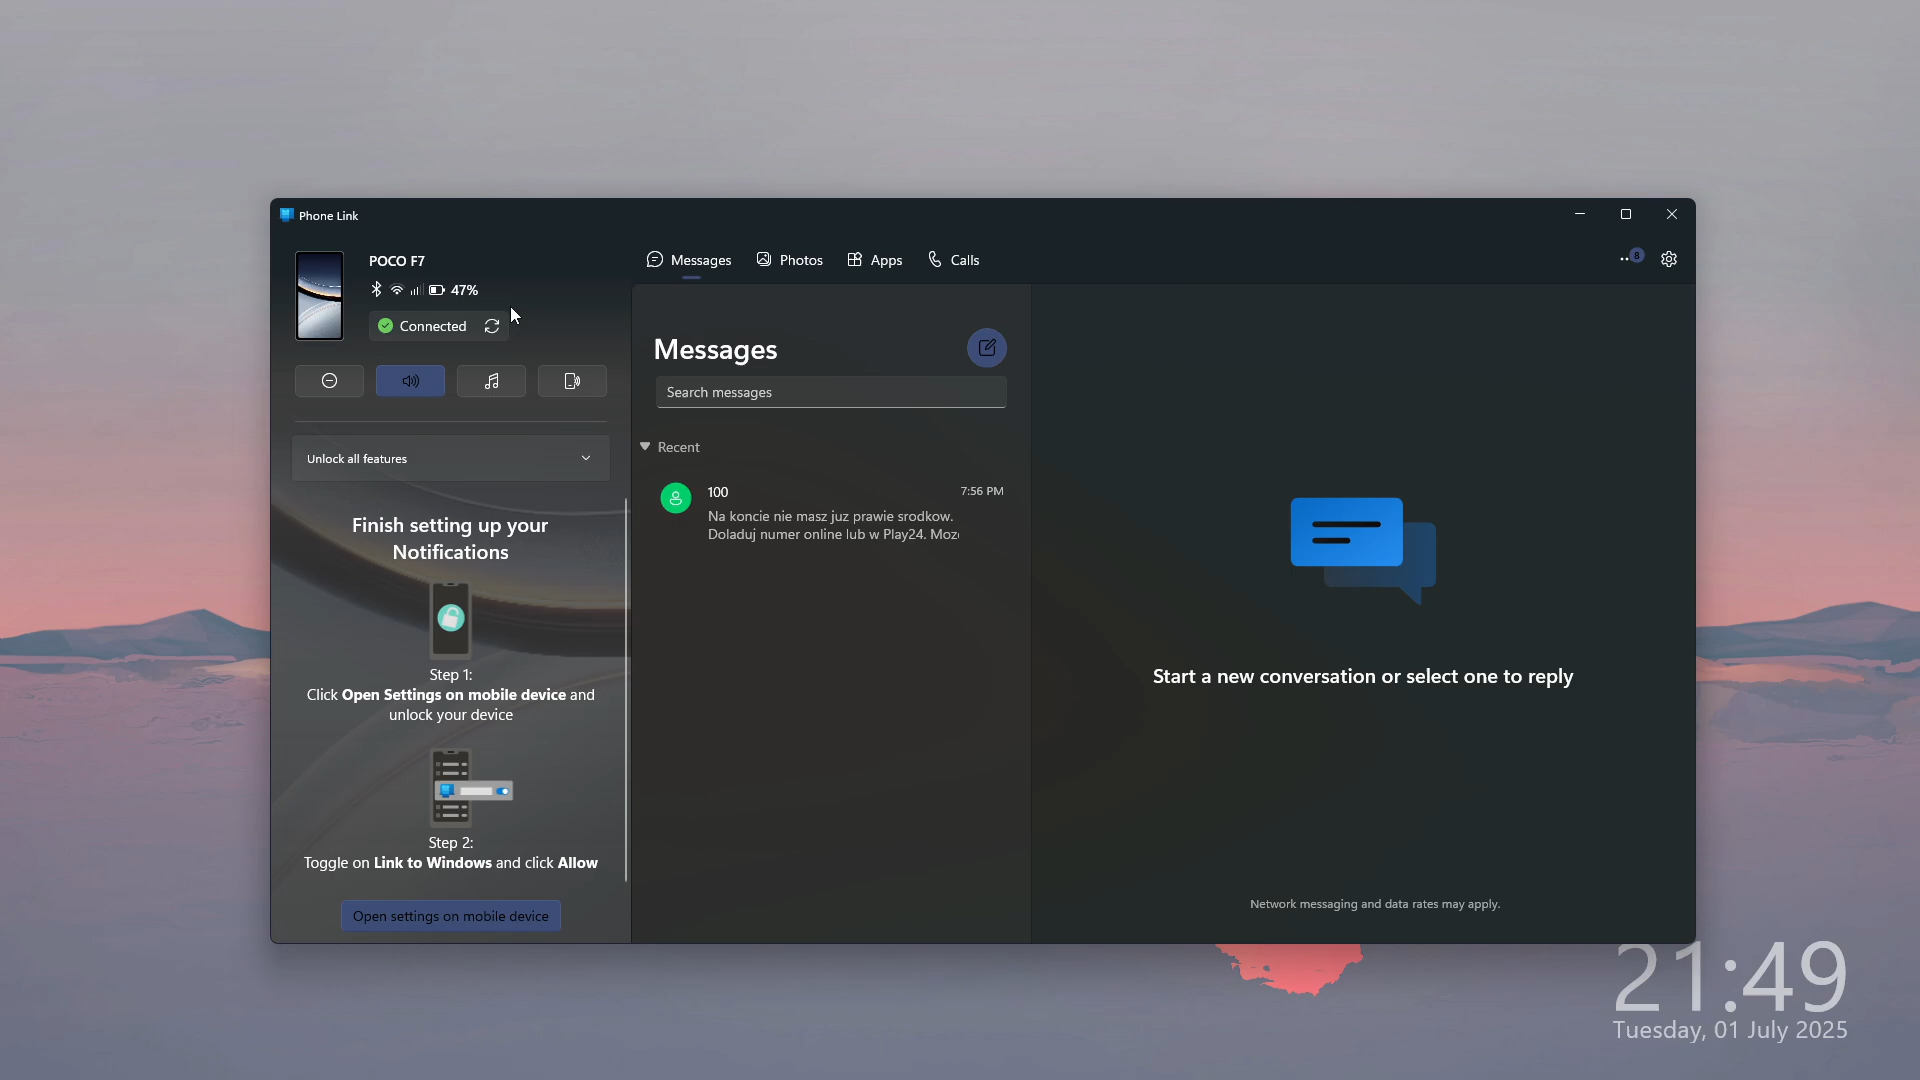 Phone Link
POCO F7
47%
Connected
Messages
Photos
Apps
Calls
8
Unlock all features
Finish setting up your
Notifications
Step 1:
Click Open Settings on mobile device and
unlock your device
Step 2:
Toggle on Link to Windows and click Allow
Open settings on mobile device
Messages
Search messages
Recent
100
7:56 PM
Na koncie nie masz juz prawie srodkow.
Doladuj numer online lub w Play24. Moz
Start a new conversation or select one to reply
Network messaging and data rates may apply.
21:49
Tuesday, 01 July 2025